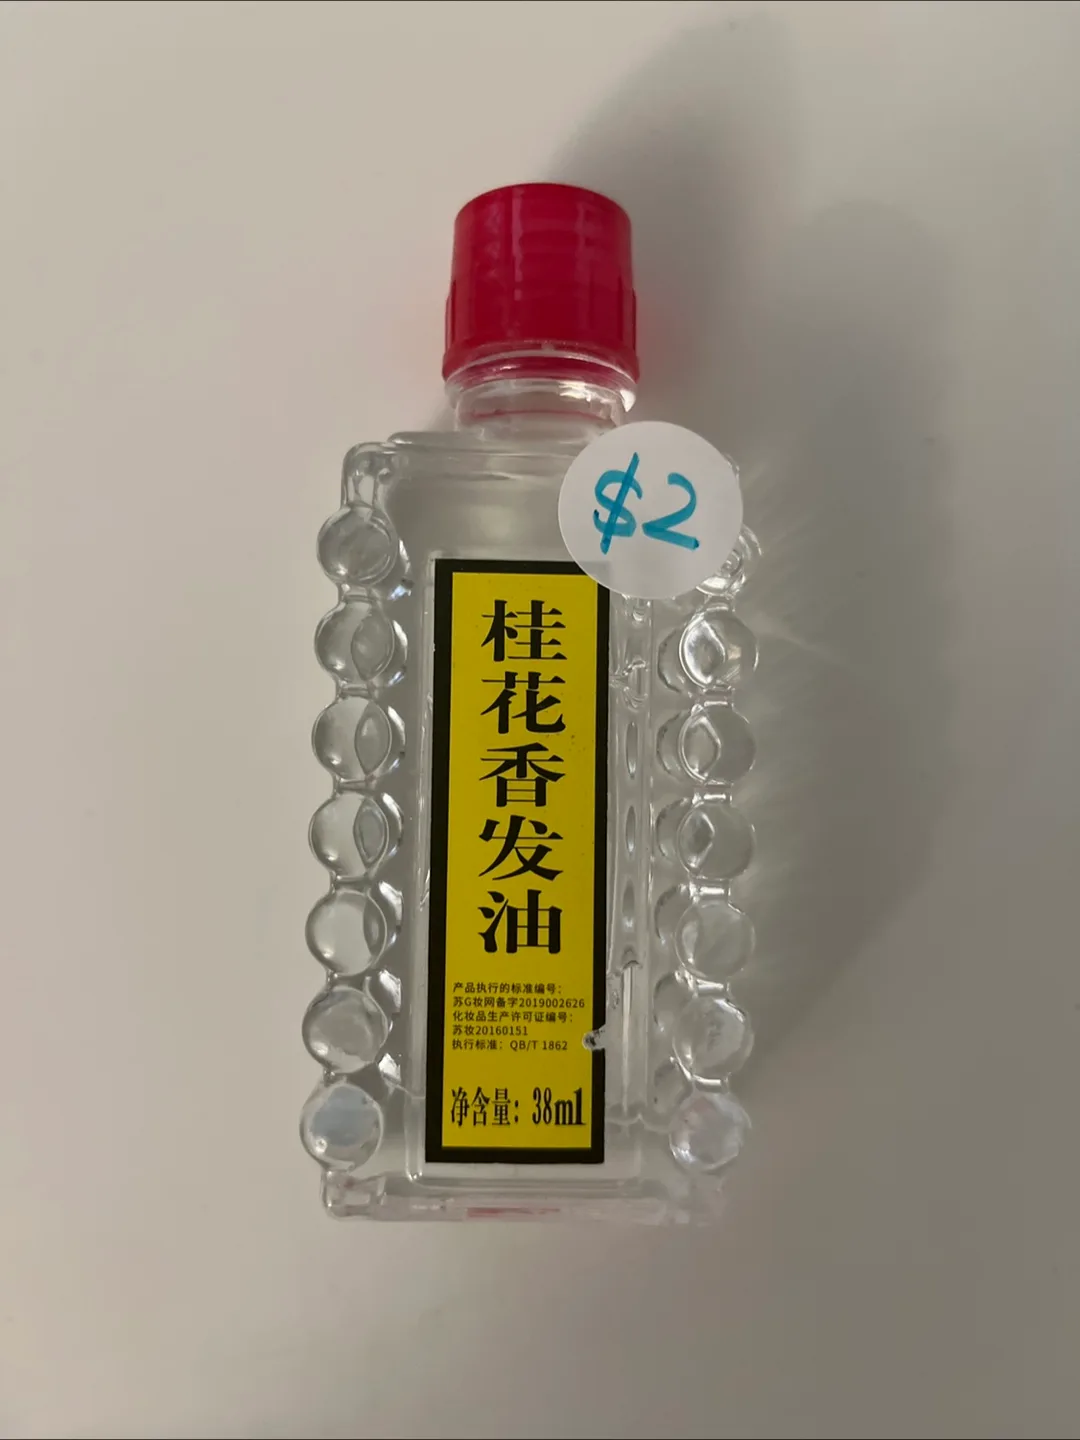 $2
桂花香发油
产品执行的标准编号：
苏G妆网备字2019002626
化妆品生产许可证编号：
苏妆20160151
执行标准：QB/T 1862
净含量：38ml